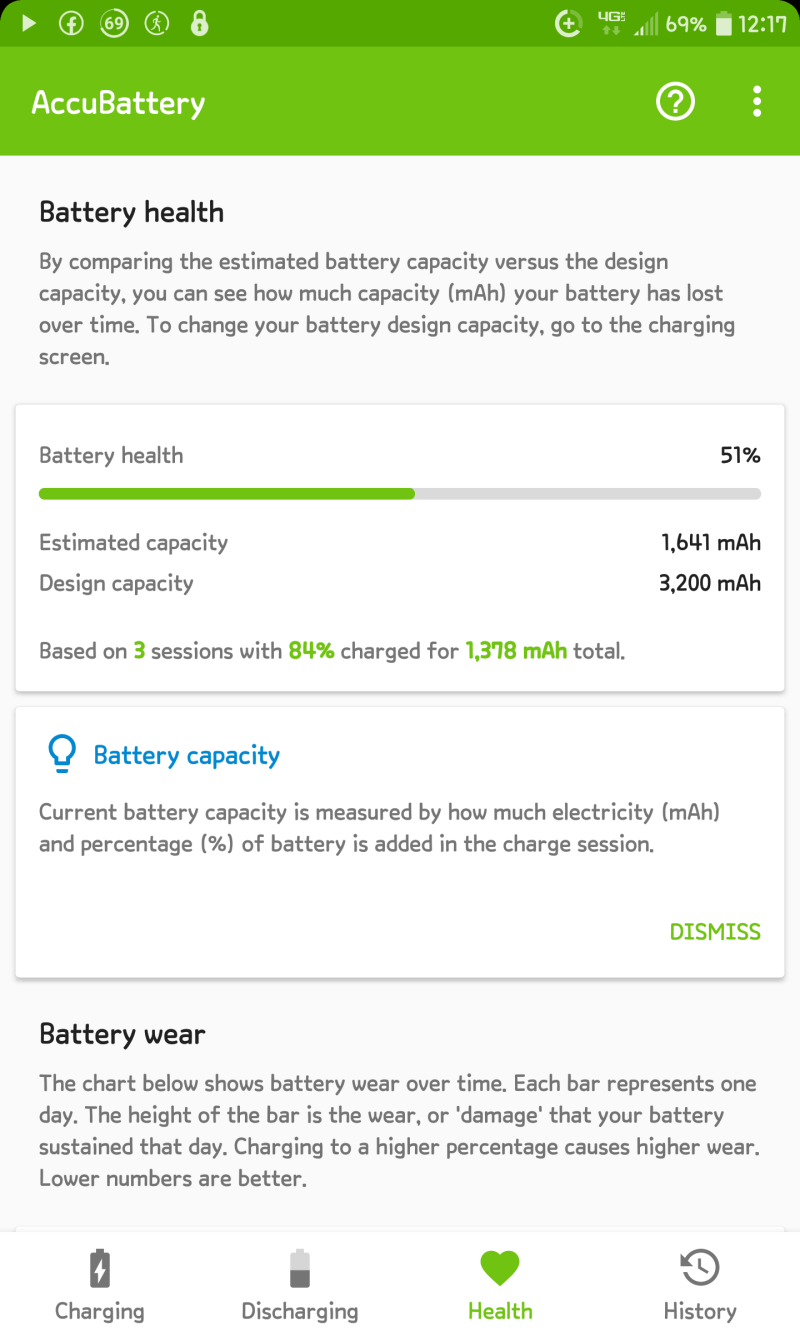 69
4G
69%
12:17
AccuBattery
Battery health
By comparing the estimated battery capacity versus the design
capacity, you can see how much capacity (mAh) your battery has lost
over time. To change your battery design capacity, go to the charging
screen.
Battery health 51%
Estimated capacity 1,641 mAh
Design capacity 3,200 mAh
Based on 3 sessions with 84% charged for 1,378 mAh total.
Battery capacity
Current battery capacity is measured by how much electricity (mAh)
and percentage (%) of battery is added in the charge session.
DISMISS
Battery wear
The chart below shows battery wear over time. Each bar represents one
day. The height of the bar is the wear, or 'damage' that your battery
sustained that day. Charging to a higher percentage causes higher wear.
Lower numbers are better.
Charging Discharging Health History